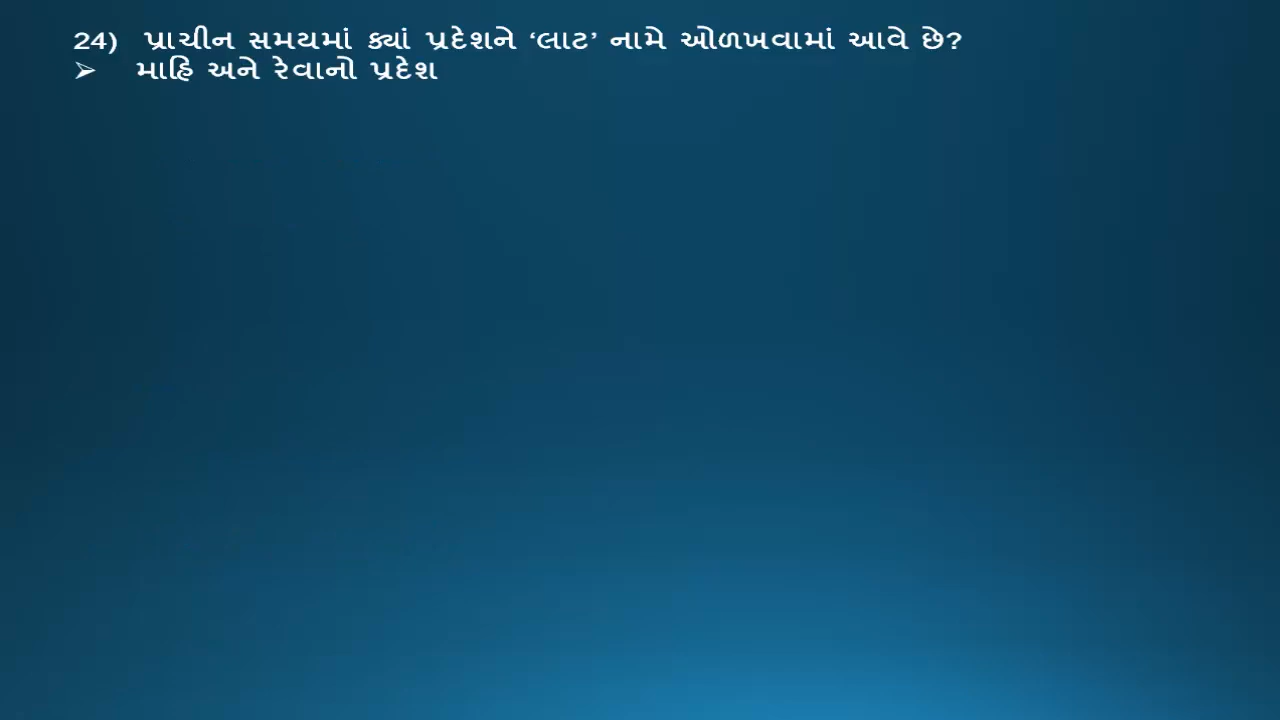 24) પ્રાચીન સમયમાં ક્યાં પ્રદેશને ‘લાટ’ નામે ઓળખવામાં આવે છે?
➢ માહિ અને રેવાનો પ્રદેશ